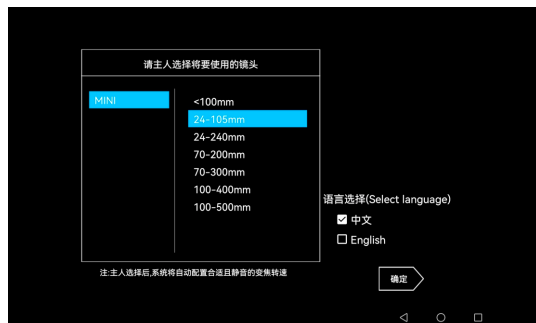 请主人选择将要使用的镜头
MINI
<100mm
24-105mm
24-240mm
70-200mm
70-300mm
100-400mm
100-500mm
语言选择(Select language)
中文
English
注:主人选择后,系统将自动配置合适且静音的变焦转速
确定